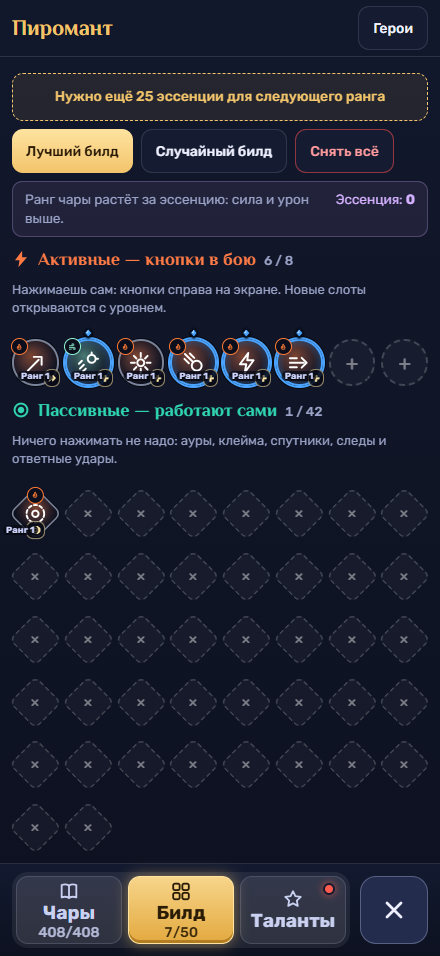 Пиромант
Герои
Нужно ещё 25 эссенции для следующего ранга
Лучший билд
Случайный билд
Снять всё
Ранг чары растёт за эссенцию: сила и урон
выше.
Эссенция: 0
Активные — кнопки в бою 6 / 8
Нажимаешь сам: кнопки справа на экране. Новые слоты
открываются с уровнем.
Ранг 1
Ранг 1
Ранг 1
Ранг 1
Ранг 1
Ранг 1
Пассивные — работают сами 1 / 42
Ничего нажимать не надо: ауры, клейма, спутники, следы и
ответные удары.
Ранг 1
Чары
408/408
Билд
7/50
Таланты